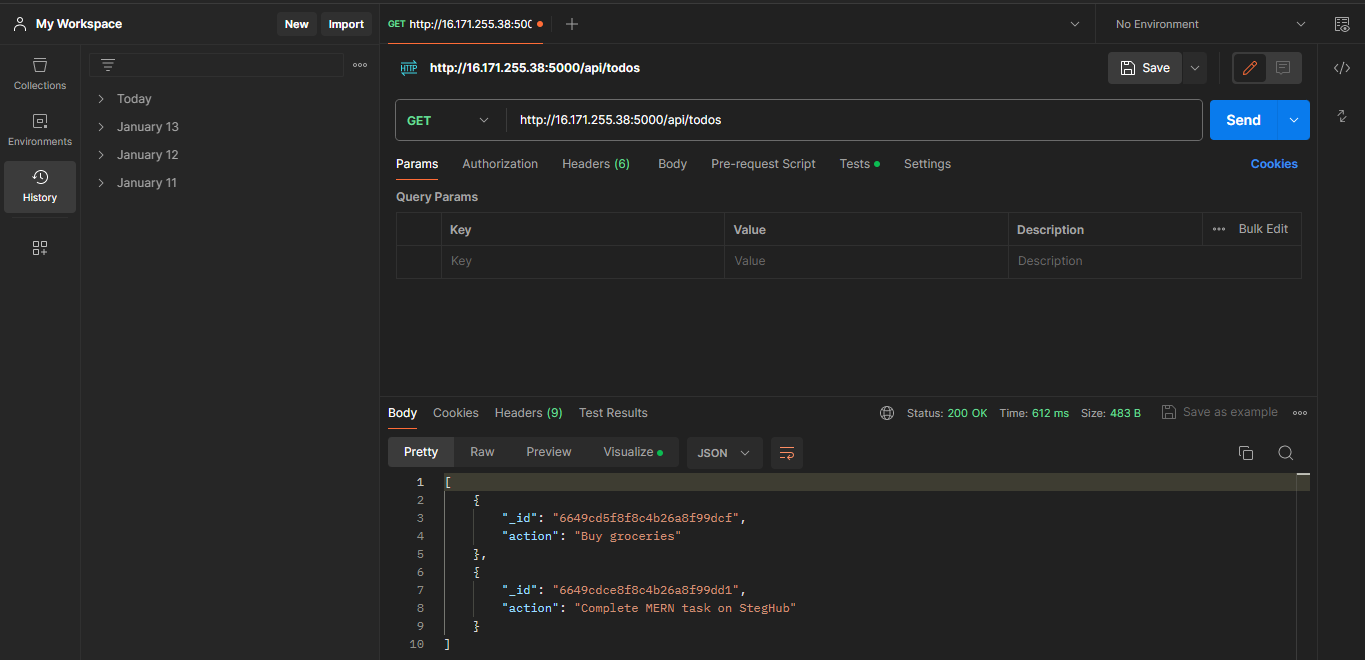 My Workspace
New
Import
GET http://16.171.255.38:500
No Environment
Collections
Environments
History
Today
January 13
January 12
January 11
HTTP
http://16.171.255.38:5000/api/todos
Save
GET
http://16.171.255.38:5000/api/todos
Send
Params
Authorization
Headers (6)
Body
Pre-request Script
Tests
Settings
Cookies
Query Params
Key
Value
Description
Bulk Edit
Key
Value
Description
Body
Cookies
Headers (9)
Test Results
Status: 200 OK
Time: 612 ms
Size: 483 B
Save as example
Pretty
Raw
Preview
Visualize
JSON
1 [
2 {
3 "_id": "6649cd5f8f8c4b26a8f99dcf",
4 "action": "Buy groceries"
5 },
6 {
7 "_id": "6649cdce8f8c4b26a8f99dd1",
8 "action": "Complete MERN task on StegHub"
9 }
10 ]